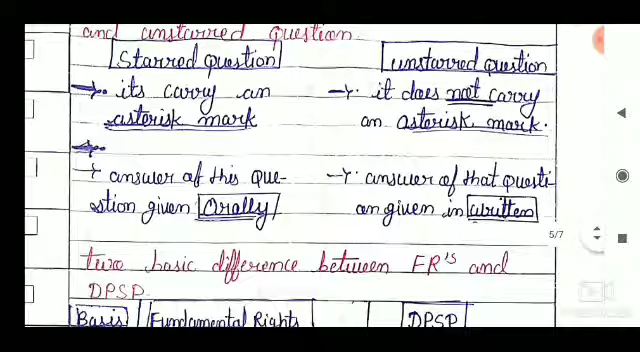 and unstarred question
Starred question
unstarred question
→ its carry an
asterisk mark
→ it does not carry
an asterisk mark.
→ answer of this que-
stion given Orally
→ answer of that questi-
on given in written
5/7
two basic difference between FR's and
DPSP.
Basis
Fundamental Rights
DPSP